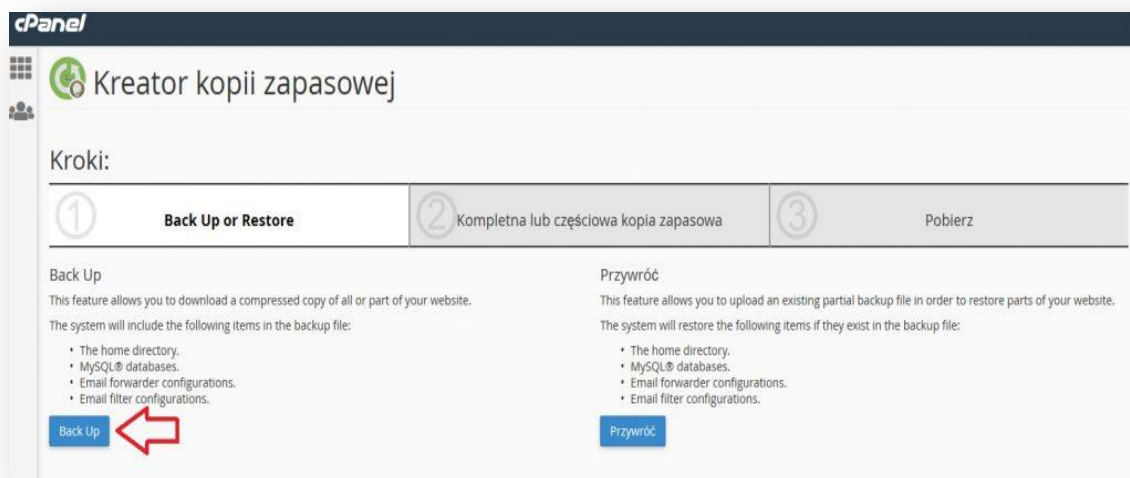 cPanel
Kreator kopii zapasowej
Kroki:
1 Back Up or Restore
2 Kompletna lub częściowa kopia zapasowa
3 Pobierz
Back Up
This feature allows you to download a compressed copy of all or part of your website.
The system will include the following items in the backup file:
• The home directory.
• MySQL® databases.
• Email forwarder configurations.
• Email filter configurations.
Back Up
Przywróć
This feature allows you to upload an existing partial backup file in order to restore parts of your website.
The system will restore the following items if they exist in the backup file:
• The home directory.
• MySQL® databases.
• Email forwarder configurations.
• Email filter configurations.
Przywróć